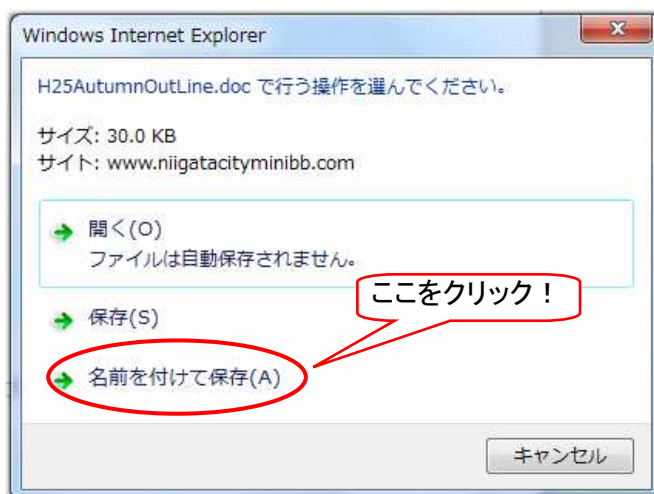 Windows Internet Explorer
H25AutumnOutLine.doc で行う操作を選んでください。
サイズ: 30.0 KB
サイト: www.niigatacityminibb.com
開く(O)
ファイルは自動保存されません。
ここをクリック！
保存(S)
名前を付けて保存(A)
キャンセル